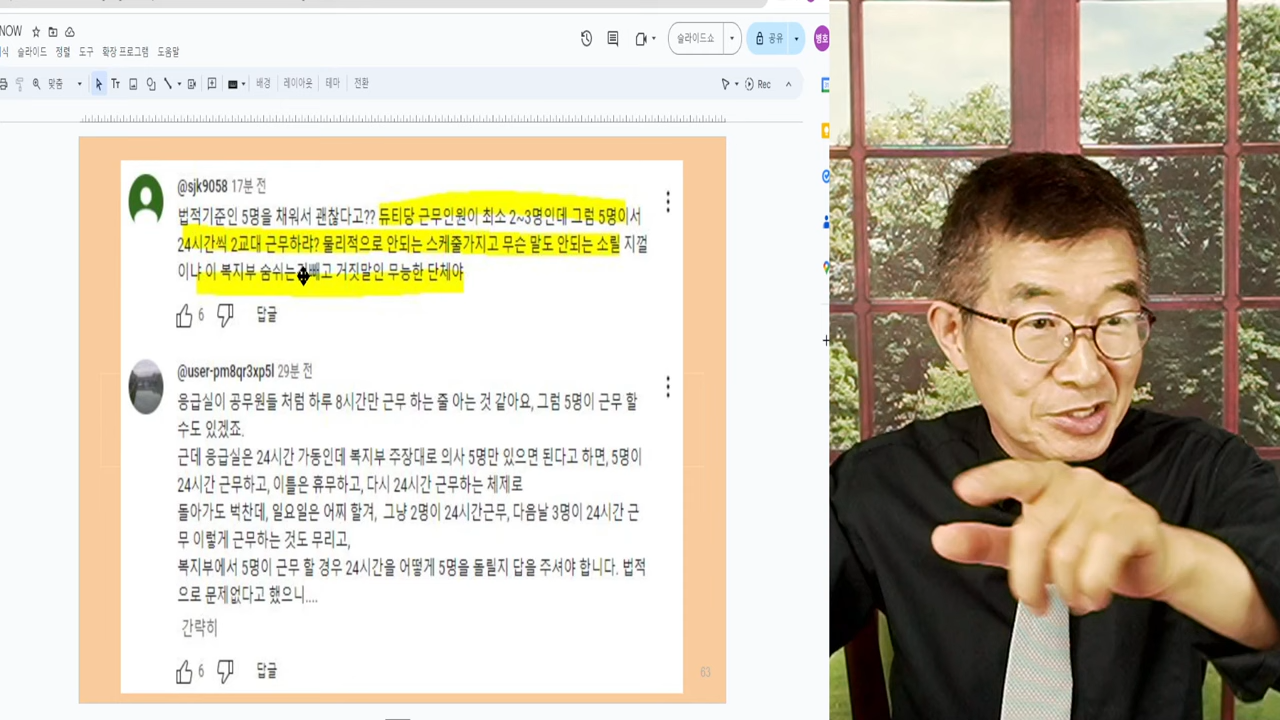 NOW
슬라이드 정렬 도구 확장 프로그램 도움말
슬라이드쇼
공유
병호
맞춤
Tт
배경 레이아웃 테마 전환
Rec
@sjk9058 17분 전
법적기준인 5명을 채워서 괜찮다고?? 듀티당 근무인원이 최소 2~3명인데 그럼 5명이서
24시간씩 2교대 근무하랴? 물리적으로 안되는 스케줄가지고 무슨 말도 안되는 소릴 지껄
이냐 이 복지부 숨쉬는 빼고 거짓말인 무능한 단체야
6 답글
@user-pm8qr3xp5l 29분 전
응급실이 공무원들 처럼 하루 8시간만 근무 하는 줄 아는 것 같아요, 그럼 5명이 근무 할
수도 있겠죠.
근데 응급실은 24시간 가동인데 복지부 주장대로 의사 5명만 있으면 된다고 하면, 5명이
24시간 근무하고, 이틀은 휴무하고, 다시 24시간 근무하는 체제로
돌아가도 벅찬데, 일요일은 어찌 할겨, 그냥 2명이 24시간근무, 다음날 3명이 24시간 근
무 이렇게 근무하는 것도 무리고,
복지부에서 5명이 근무 할 경우 24시간을 어떻게 5명을 돌릴지 답을 주셔야 합니다. 법적
으로 문제없다고 했으니....
간략히
6 답글
63